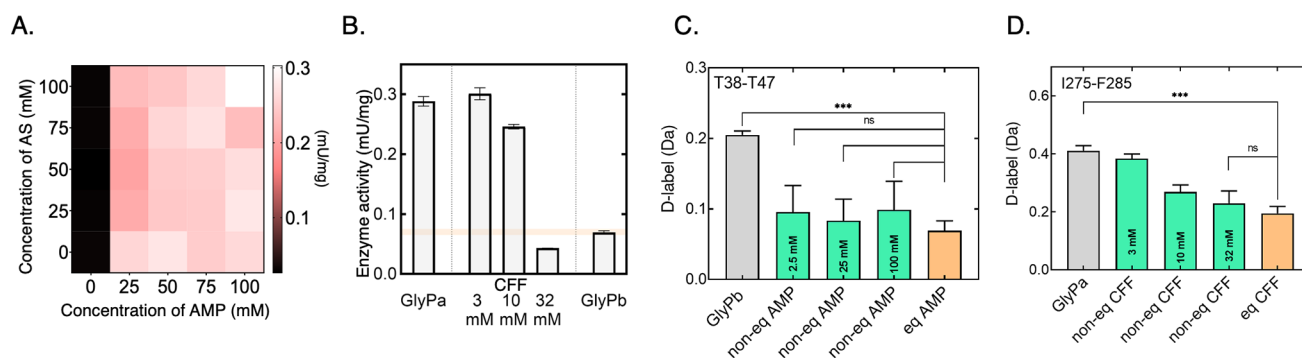 A.
Concentration of AS (mM)
100
75
50
25
0
0 25 50 75 100
Concentration of AMP (mM)
0.3
0.2
0.1
(mU/mg)
B.
Enzyme activity (mU/mg)
0.3
0.3
0.1
0.0
CFF
GlyPa 3 mM 10 mM 32 mM GlyPb
C.
T38-T47
D-label (Da)
0.3
0.2
0.1
0.0
***
ns
2.5 mM
25 mM
100 mM
GlyPb
non-eq AMP
non-eq AMP
non-eq AMP
eq AMP
D.
I275-F285
D-label (Da)
0.6
0.4
0.2
0.0
***
ns
3 mM
10 mM
32 mM
GlyPa
non-eq CFF
non-eq CFF
non-eq CFF
eq CFF